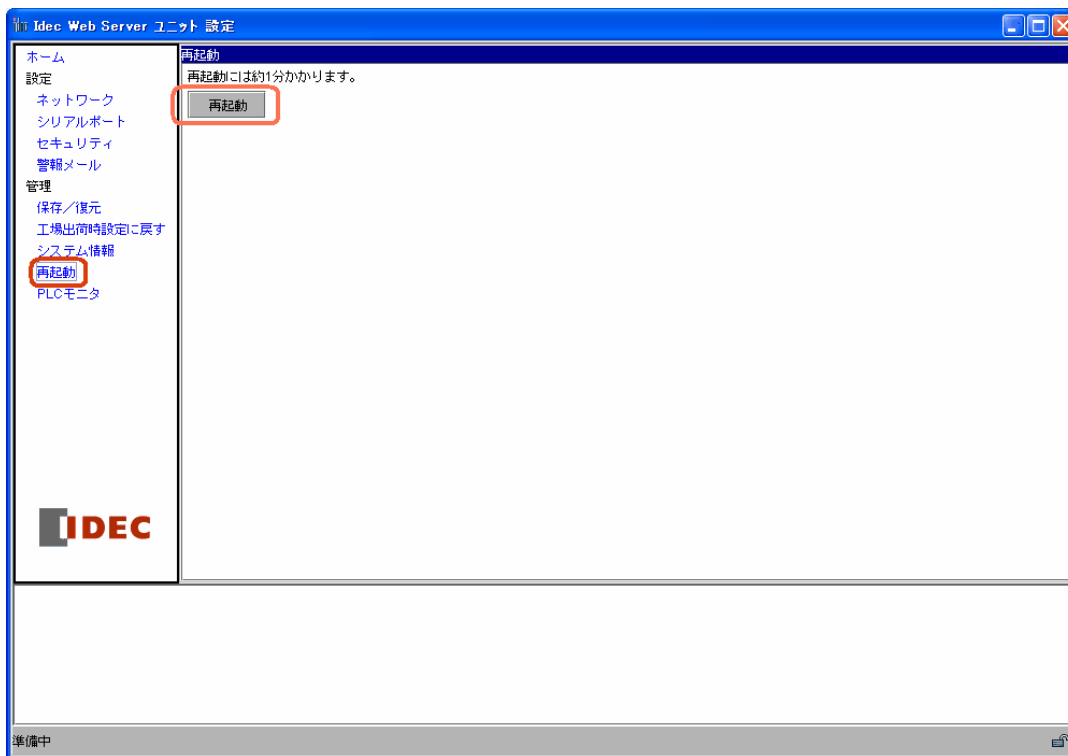 Idec Web Server ユニット 設定
ホーム
設定
ネットワーク
シリアルポート
セキュリティ
警報メール
管理
保存／復元
工場出荷時設定に戻す
システム情報
再起動
PLCモニタ
IDEC
再起動
再起動には約1分かかります。
再起動
準備中